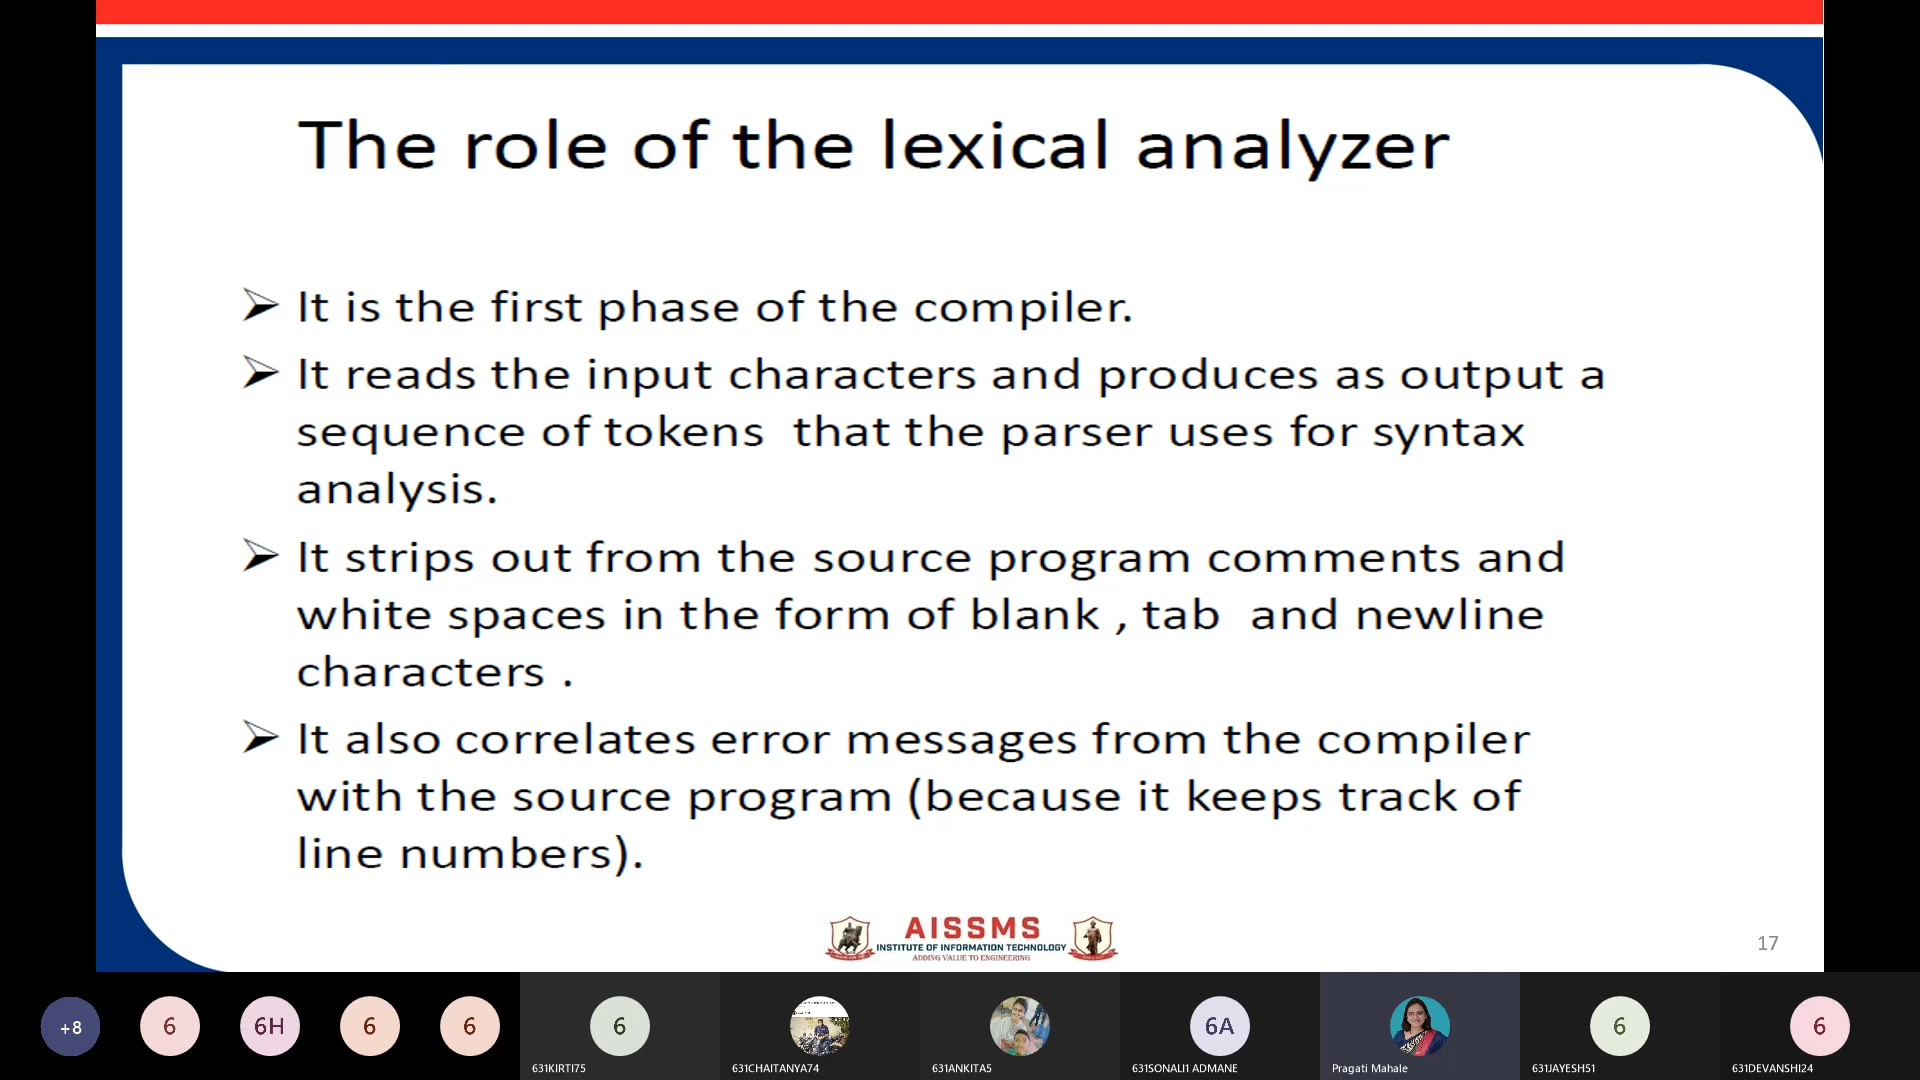 The role of the lexical analyzer
It is the first phase of the compiler.
It reads the input characters and produces as output a
sequence of tokens that the parser uses for syntax
analysis.
It strips out from the source program comments and
white spaces in the form of blank , tab and newline
characters .
It also correlates error messages from the compiler
with the source program (because it keeps track of
line numbers).
AISSMS
INSTITUTE OF INFORMATION TECHNOLOGY
ADDING VALUE TO ENGINEERING
17
+8
6
6H
6
6
6
6A
6
6
631KIRTI75
631CHAITANYA74
631ANKITA5
631SONALI1 ADMANE
Pragati Mahale
631JAYESH51
631DEVANSHI24